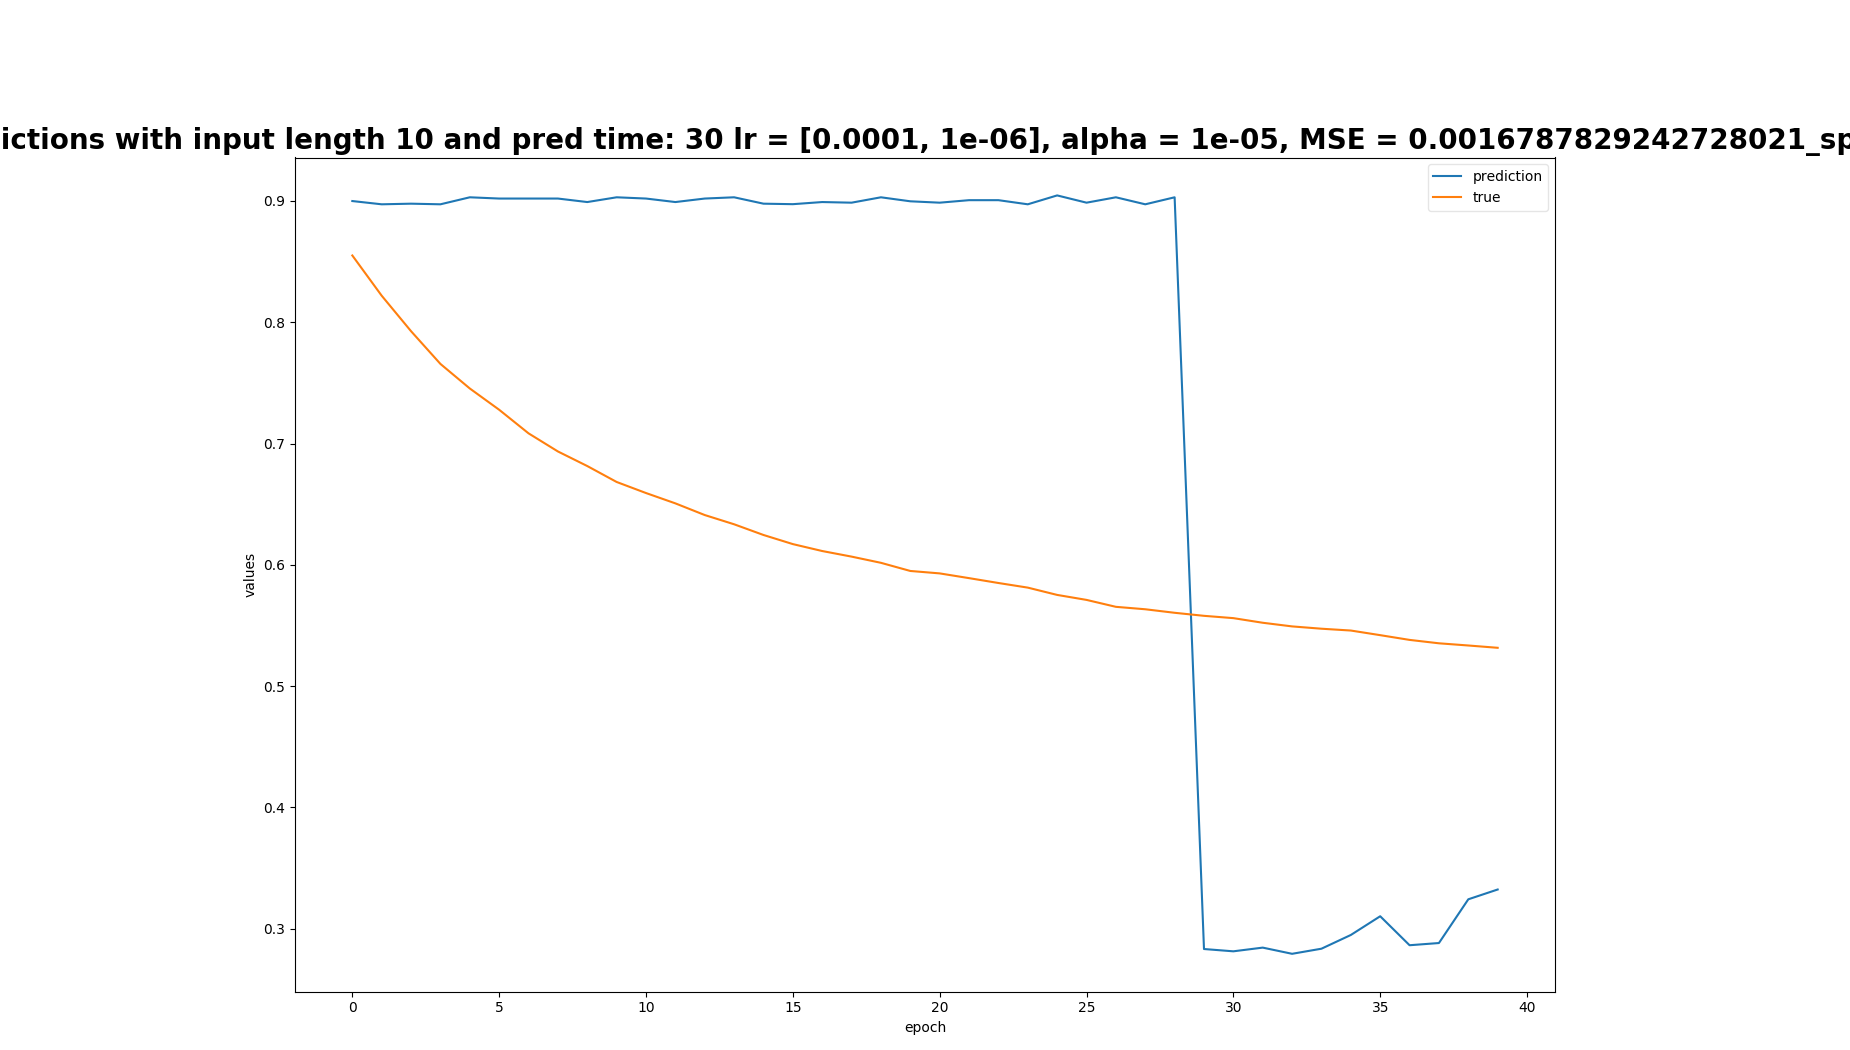 ictions with input length 10 and pred time: 30 lr = [0.0001, 1e-06], alpha = 1e-05, MSE = 0.0016787829242728021_sp
prediction
true
0.9
0.8
0.7
0.6
0.5
0.4
0.3
values
0 5 10 15 20 25 30 35 40
epoch